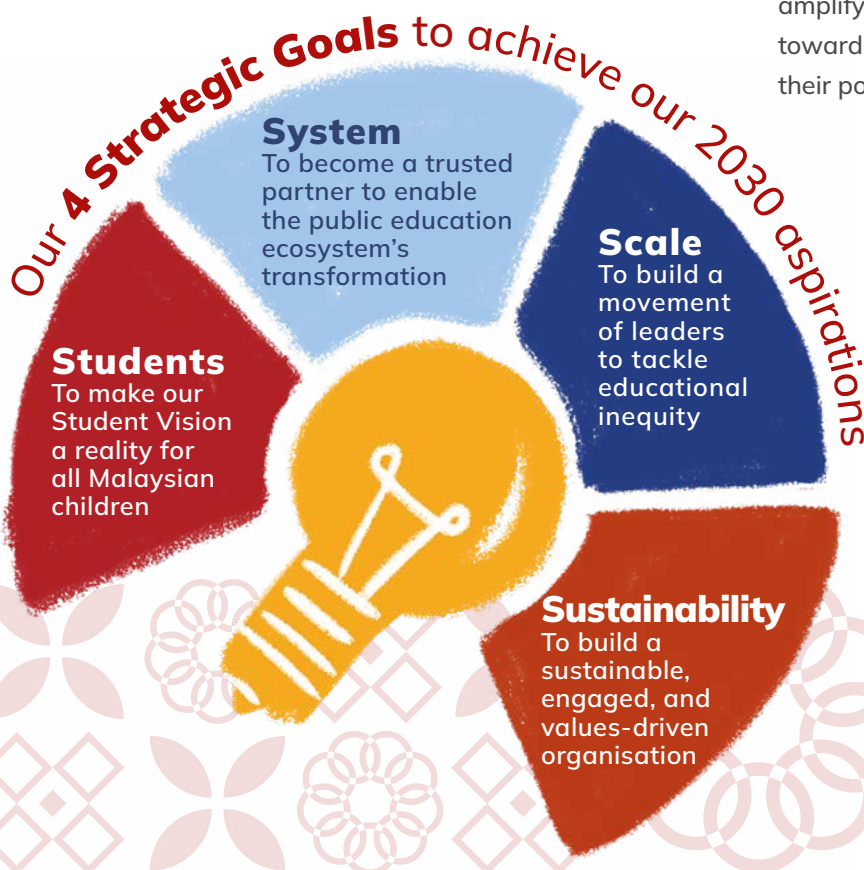 Our 4 Strategic Goals to achieve our 2030 aspirations
amplify
toward
their
System
To become a trusted
partner to enable
the public education
ecosystem's
transformation
Scale
To build a
movement
of leaders
to tackle
educational
inequity
Students
To make our
Student Vision
a reality for
all Malaysian
children
Sustainability
To build a
sustainable,
engaged, and
values-driven
organisation